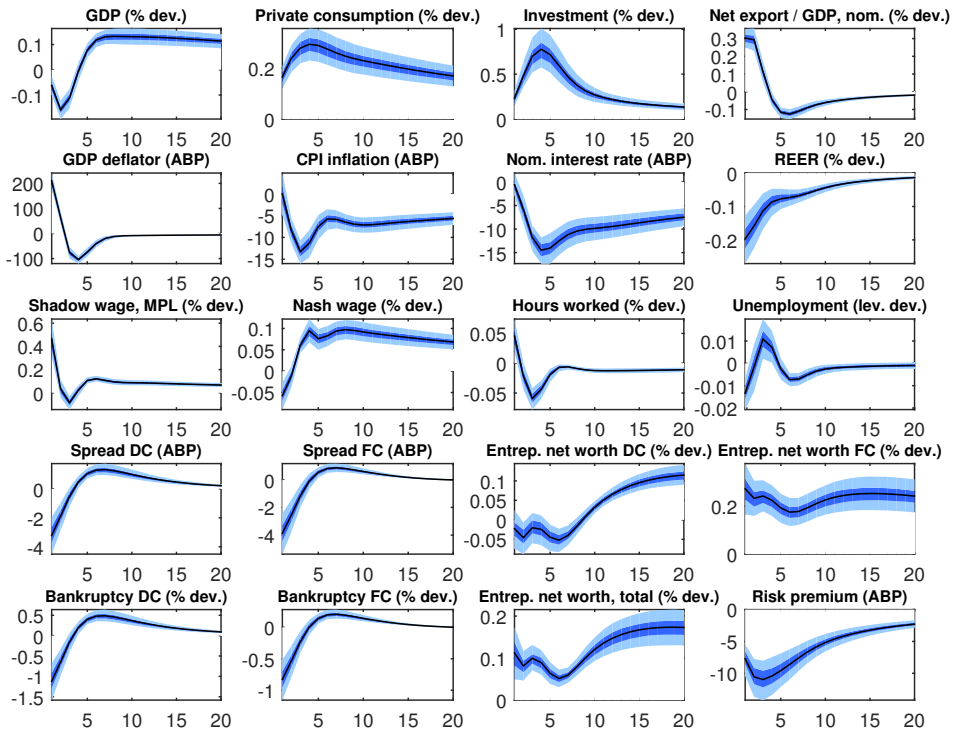 GDP (% dev.)
0.1
0
-0.1
5 10 15 20
Private consumption (% dev.)
0.2
0
5 10 15 20
Investment (% dev.)
1
0.5
0
5 10 15 20
Net export / GDP, nom. (% dev.)
0.3
0.2
0.1
0
-0.1
5 10 15 20
GDP deflator (ABP)
200
100
0
-100
5 10 15 20
CPI inflation (ABP)
0
-5
-10
-15
5 10 15 20
Nom. interest rate (ABP)
0
-5
-10
-15
5 10 15 20
REER (% dev.)
0
-0.1
-0.2
5 10 15 20
Shadow wage, MPL (% dev.)
0.6
0.4
0.2
0
5 10 15 20
Nash wage (% dev.)
0.1
0.05
0
-0.05
5 10 15 20
Hours worked (% dev.)
0.05
0
-0.05
5 10 15 20
Unemployment (lev. dev.)
0.01
0
-0.01
-0.02
5 10 15 20
Spread DC (ABP)
0
-2
-4
5 10 15 20
Spread FC (ABP)
0
-2
-4
5 10 15 20
Entrep. net worth DC (% dev.)
0.1
0.05
0
-0.05
5 10 15 20
Entrep. net worth FC (% dev.)
0.2
0
5 10 15 20
Bankruptcy DC (% dev.)
0.5
0
-0.5
-1
-1.5
5 10 15 20
Bankruptcy FC (% dev.)
0
-0.5
-1
5 10 15 20
Entrep. net worth, total (% dev.)
0.2
0.1
0
5 10 15 20
Risk premium (ABP)
0
-5
-10
5 10 15 20